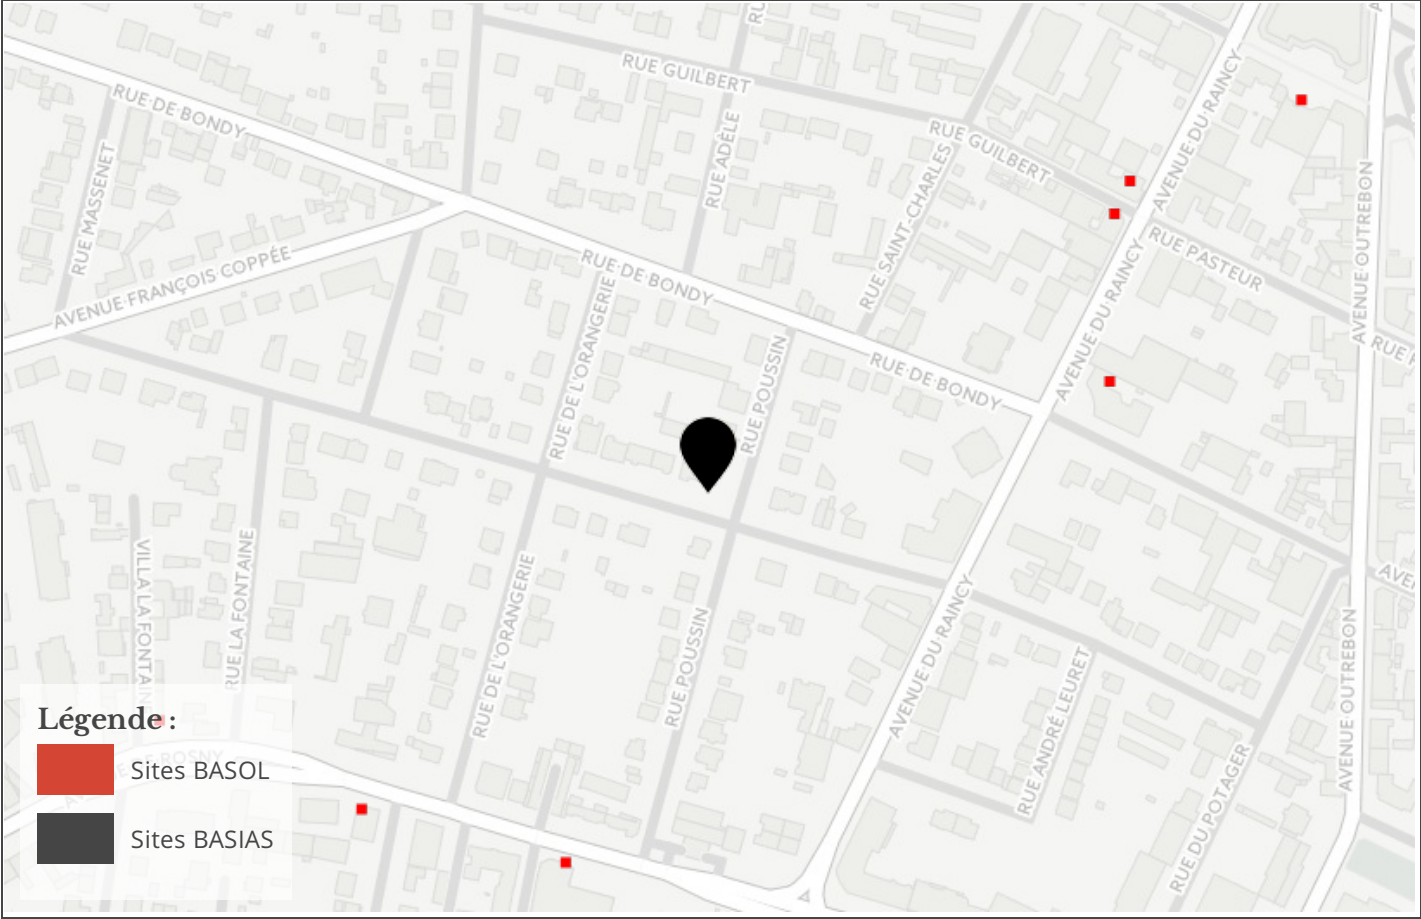 RUE GUILBERT
RUE DE BONDY
RUE ADÈLE
RUE GUILBERT
AVENUE DU RAINCY
RUE MASSENET
RUE SAINT-CHARLES
AVENUE OUTREBON
AVENUE FRANÇOIS COPPÉE
RUE DE BONDY
RUE PASTEUR
RUE DE L'ORANGERIE
RUE POUSSIN
AVENUE DU RAINCY
RUE DE BONDY
VILLA LA FONTAIN
RUE LA FONTAINE
RUE DE L'ORANGERIE
RUE POUSSIN
AVENUE DU RAINCY
RUE ANDRÉ LEURET
AVENUE OUTREBON
RUE DU POTAGER
Légende :
ROSNY
Sites BASOL
Sites BASIAS